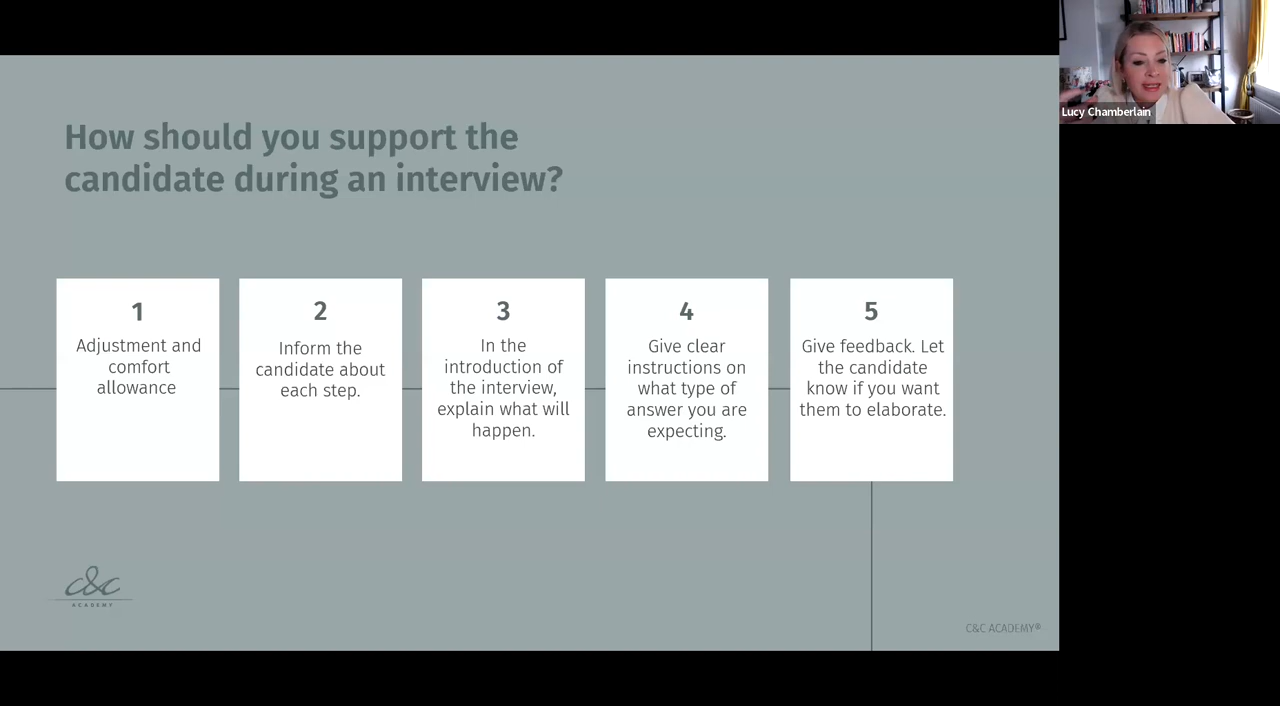 Lucy Chamberlain
How should you support the
candidate during an interview?
1
Adjustment and
comfort
allowance
2
Inform the
candidate about
each step.
3
In the
introduction of
the interview,
explain what will
happen.
4
Give clear
instructions on
what type of
answer you are
expecting.
5
Give feedback. Let
the candidate
know if you want
them to elaborate.
c&c
ACADEMY
C&C ACADEMY®